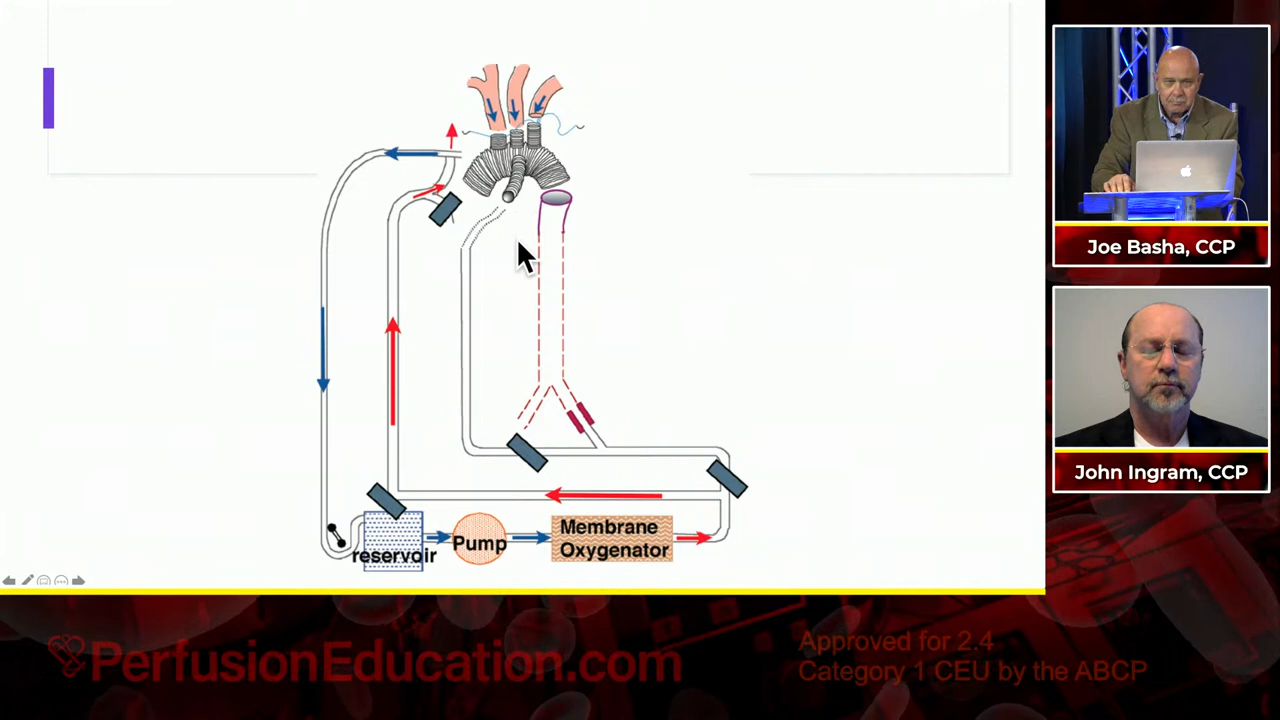 reservoir
Pump
Membrane
Oxygenator
Joe Basha, CCP
John Ingram, CCP
PerfusionEducation.com
Approved for 2.4
Category 1 CEU by the ABCP